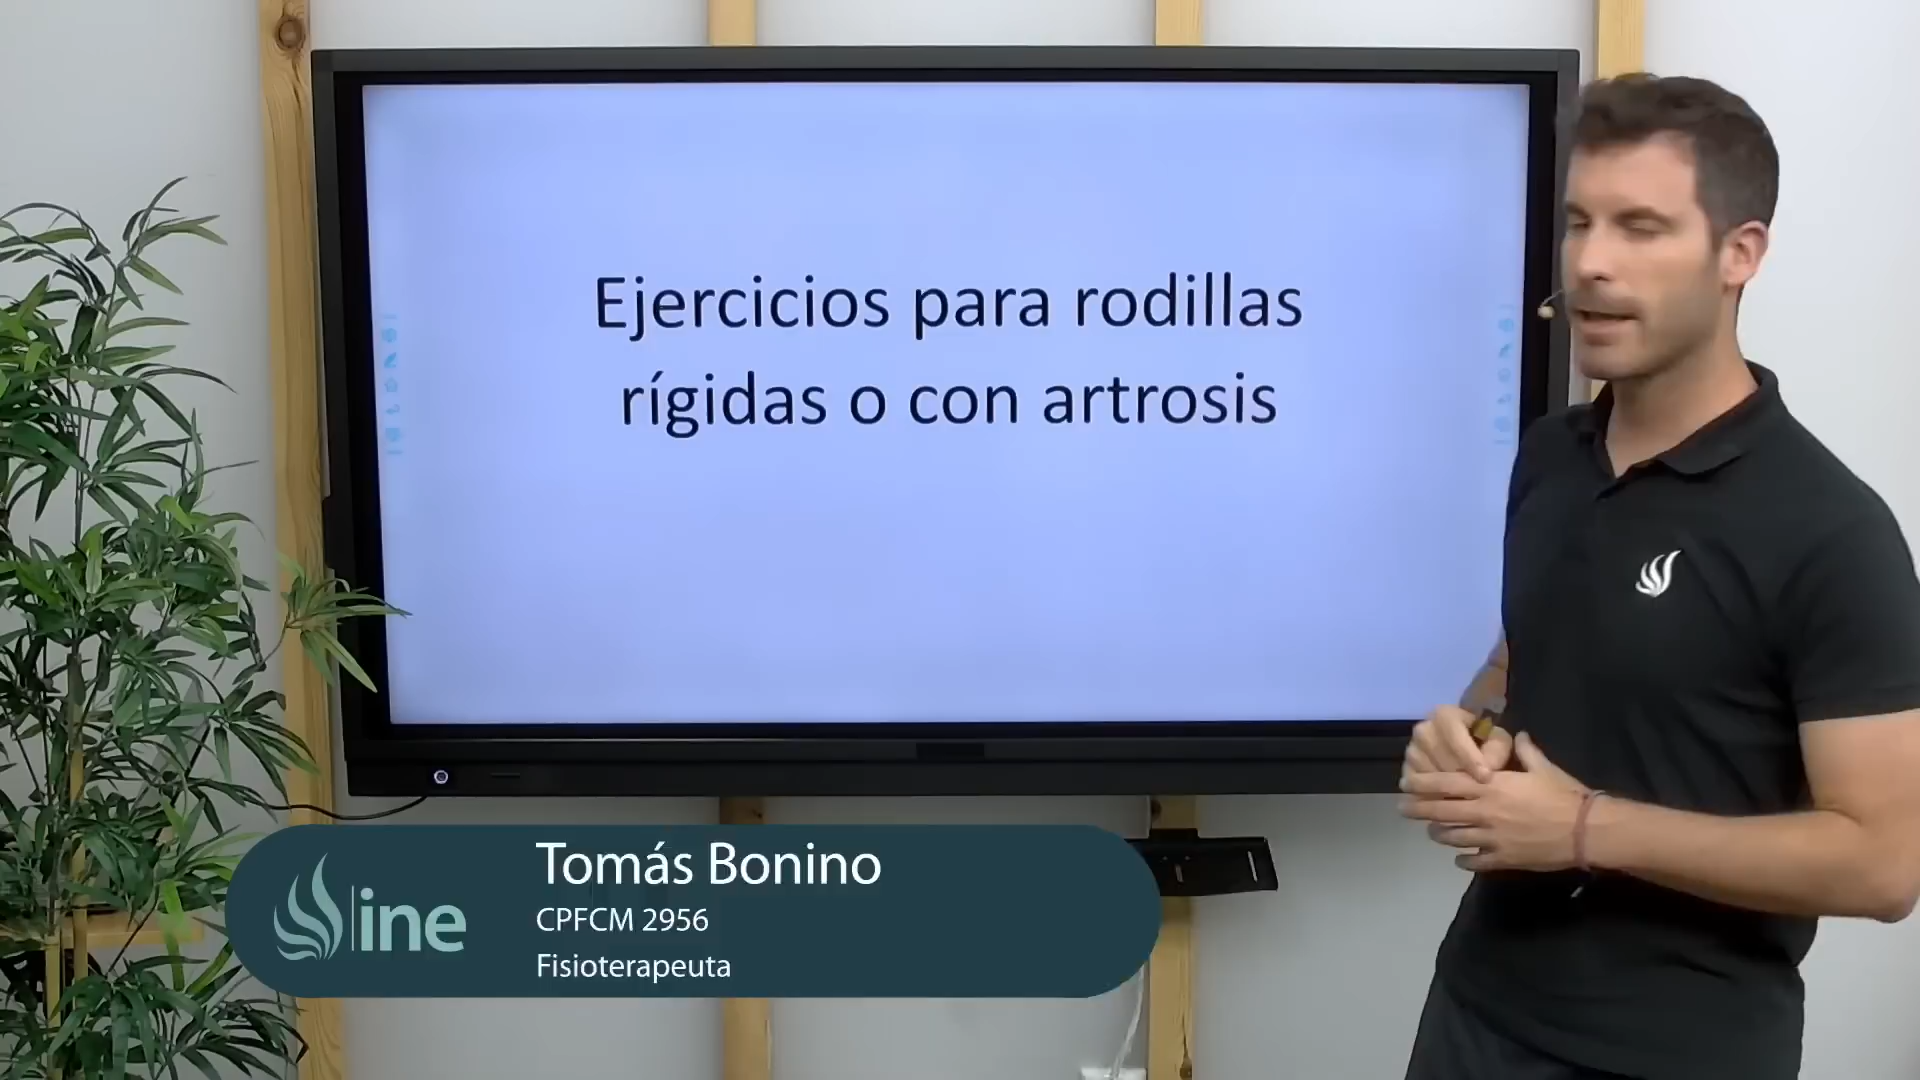 Ejercicios para rodillas
rígidas o con artrosis
ine
Tomás Bonino
CPFCM 2956
Fisioterapeuta